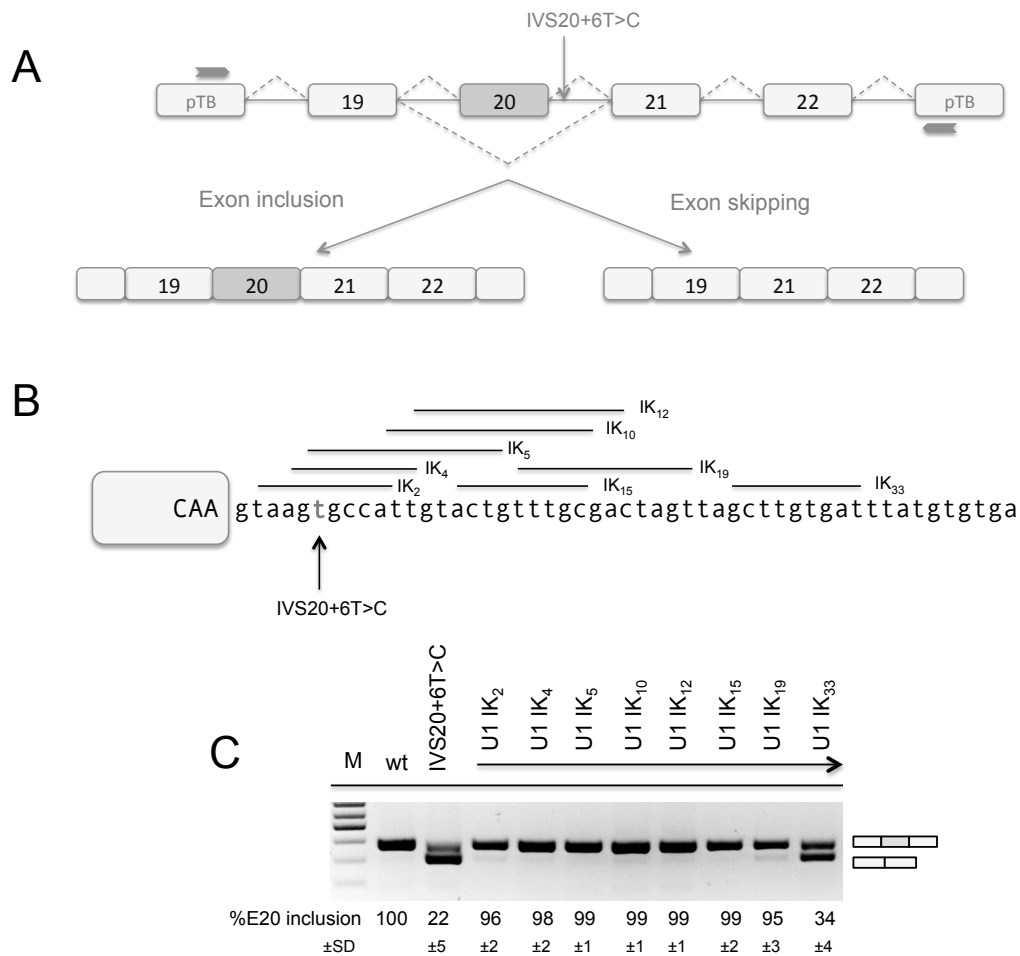 A
IVS20+6T>C
pTB 19 20 21 22 pTB
Exon inclusion
Exon skipping
19 20 21 22
19 21 22
B
IK12
IK10
IK5
IK4
IK19
IK2
IK15
IK33
CAA gtaagtgccattgtactgtttgcgactagttagcttgtgatttatgtgtga
IVS20+6T>C
C
M wt IVS20+6T>C U1 IK2 U1 IK4 U1 IK5 U1 IK10 U1 IK12 U1 IK15 U1 IK19 U1 IK33
%E20 inclusion 100 22 96 98 99 99 99 99 95 34
±SD ±5 ±2 ±2 ±1 ±1 ±1 ±2 ±3 ±4